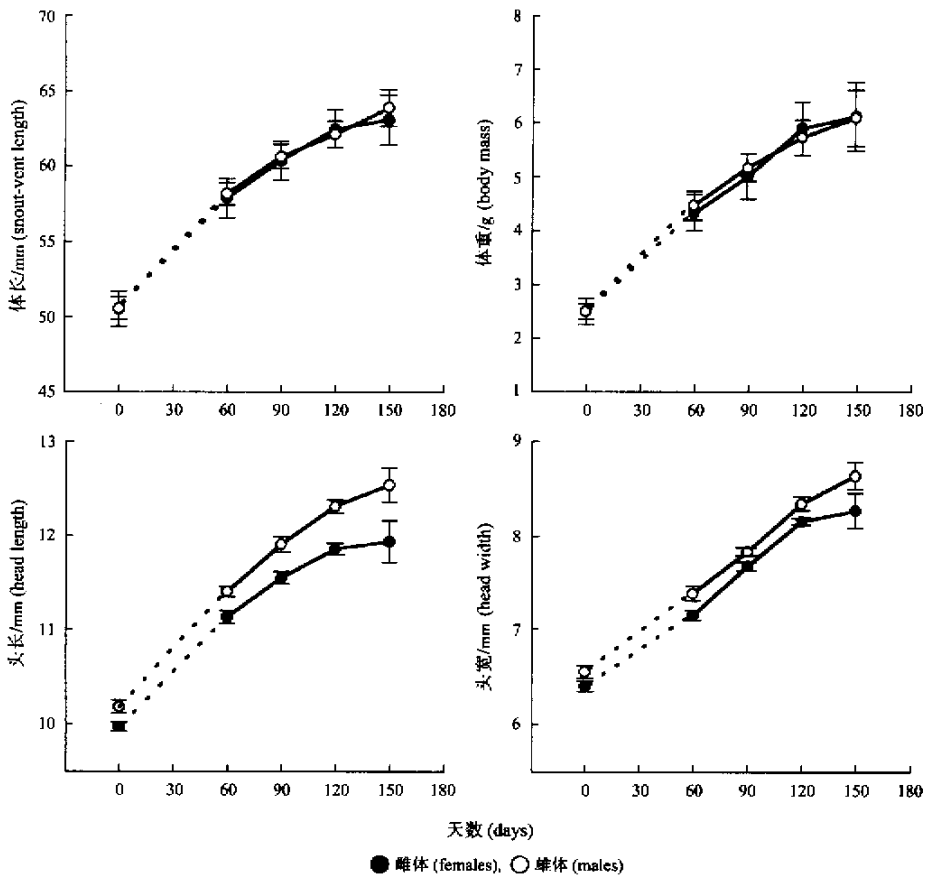 70
65
60
55
50
45
体长/mm (snout-vent length)
0 30 60 90 120 150 180
8
7
6
5
4
3
2
1
体重/g (body mass)
0 30 60 90 120 150 180
13
12
11
10
头长/mm (head length)
0 30 60 90 120 150 180
9
8
7
6
头宽/mm (head width)
0 30 60 90 120 150 180
天数 (days)
雌体 (females), 雄体 (males)